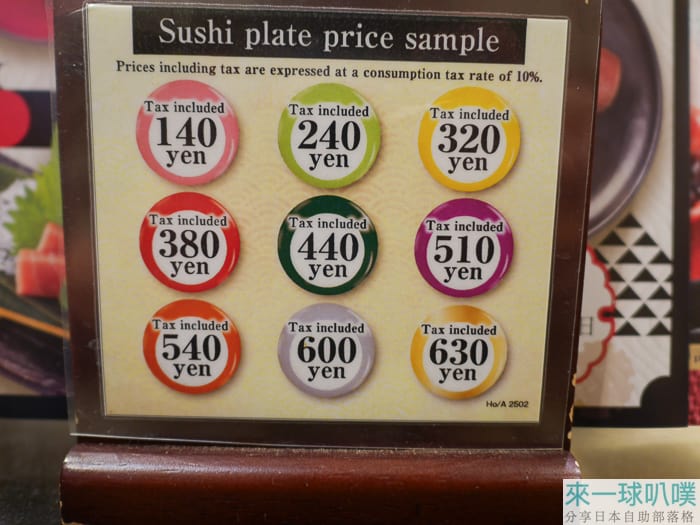 Sushi plate price sample
Prices including tax are expressed at a consumption tax rate of 10%.
Tax included
140
yen
Tax included
240
yen
Tax included
320
yen
Tax included
380
yen
Tax included
440
yen
Tax included
510
yen
Tax included
540
yen
Tax included
600
yen
Tax included
630
yen
Ho/A 2502
日
來一球叭噗
分享日本自助部落格